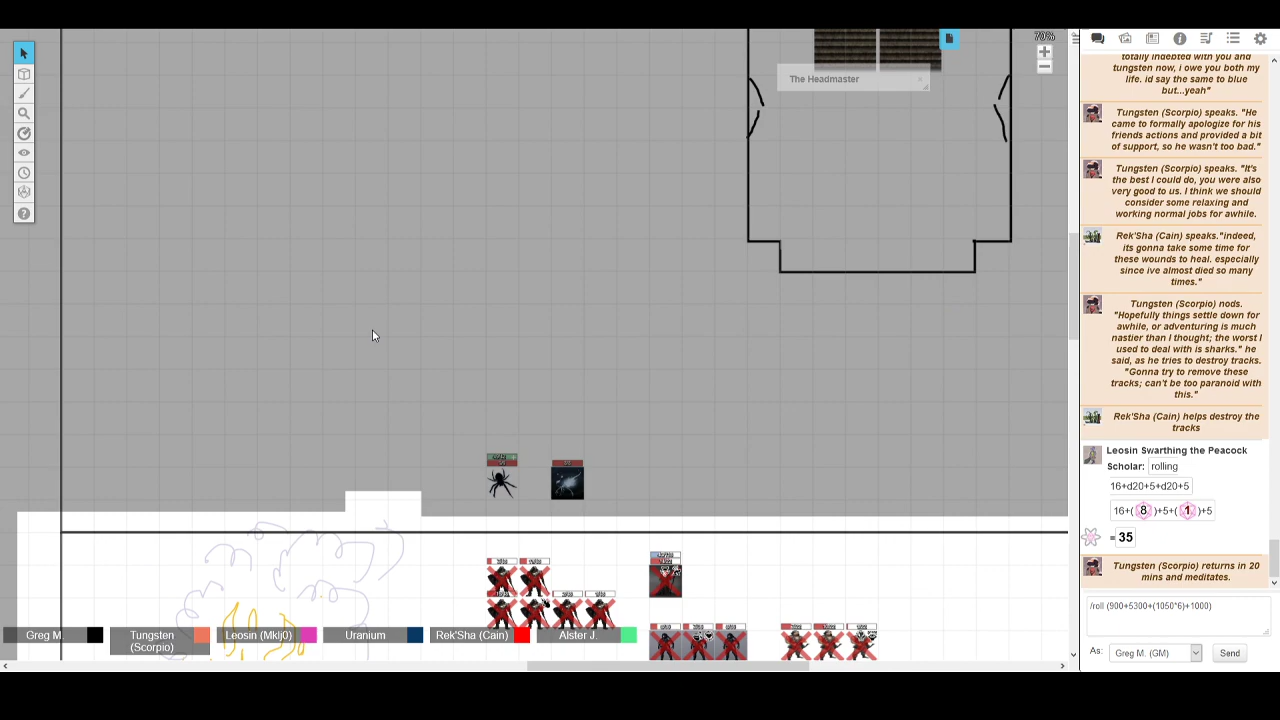 70%
The Headmaster
totally indebted with you and
tungsten now, i owe you both my
life. id say the same to blue
but...yeah"
Tungsten (Scorpio) speaks. "He
came to formally apologize for his
friends actions and provided a bit
of support, so he wasn't too bad."
Tungsten (Scorpio) speaks. "It's
the best I could do, you were also
very good to us. I think we should
consider some relaxing and
working normal jobs for awhile.
Rek'Sha (Cain) speaks."indeed,
its gonna take some time for
these wounds to heal. especially
since ive almost died so many
times."
Tungsten (Scorpio) nods.
"Hopefully things settle down for
awhile, or adventuring is much
nastier than I thought; the worst I
used to deal with is sharks." he
said, as he tries to destroy tracks.
"Gonna try to remove these
tracks; can't be too paranoid with
this."
Rek'Sha (Cain) helps destroy the
tracks
Leosin Swarthing the Peacock
Scholar: rolling
16+d20+5+d20+5
16+(8)+5+(1)+5
=35
Tungsten (Scorpio) returns in 20
mins and meditates.
/roll (900+5300+(1050*6)+1000)
As: Greg M. (GM) Send
Greg M.
Tungsten
(Scorpio)
Leosin (Mklj0)
Uranium
Rek'Sha (Cain)
Alster J.